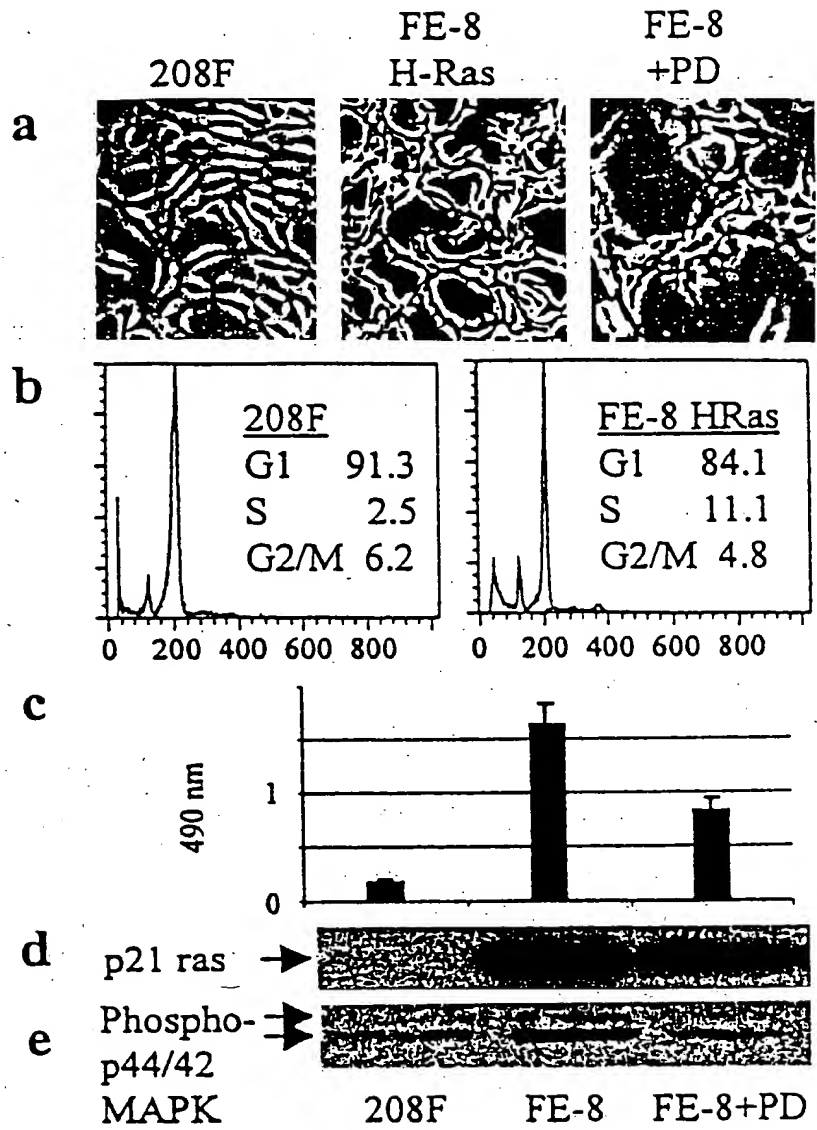 FE-8 FE-8
208F H-Ras +PD
a
b
208F
G1 91.3
S 2.5
G2/M 6.2
0 200 400 600 800
FE-8 HRas
G1 84.1
S 11.1
G2/M 4.8
0 200 400 600 800
c
490 nm
1
0
d p21 ras
e Phospho-
p44/42
MAPK 208F FE-8 FE-8+PD